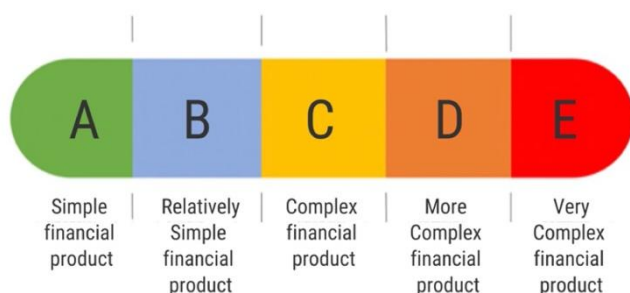 A
B
C
D
E
Simple
financial
product
Relatively
Simple
financial
product
Complex
financial
product
More
Complex
financial
product
Very
Complex
financial
product